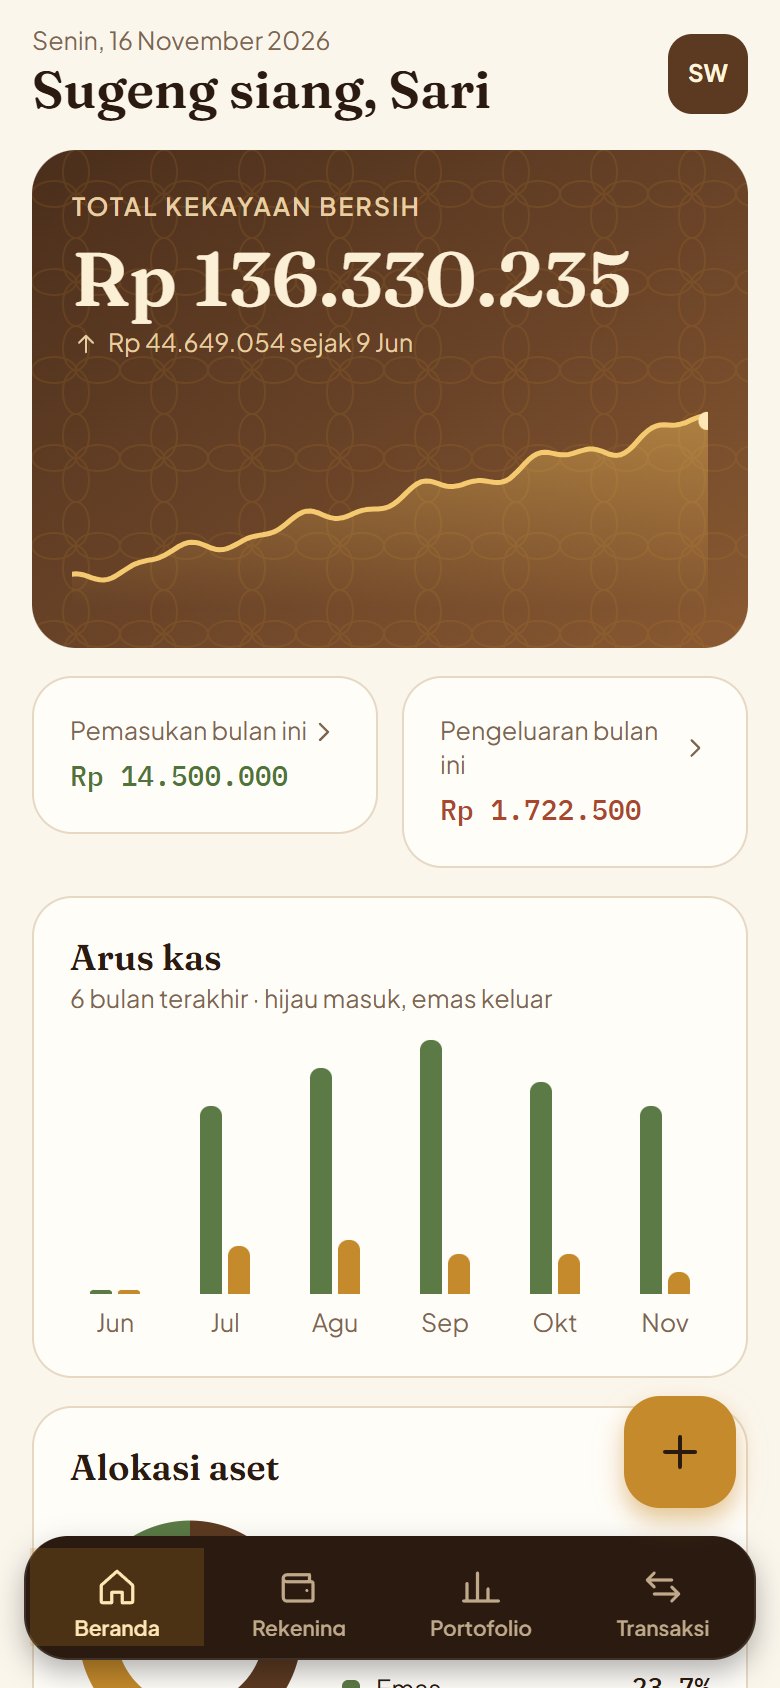 Senin, 16 November 2026
Sugeng siang, Sari
SW
TOTAL KEKAYAAN BERSIH
Rp 136.330.235
↑ Rp 44.649.054 sejak 9 Jun
Pemasukan bulan ini
Rp 14.500.000
Pengeluaran bulan
ini
Rp 1.722.500
Arus kas
6 bulan terakhir · hijau masuk, emas keluar
Jun Jul Agu Sep Okt Nov
Alokasi aset
Beranda Rekening Portofolio Transaksi
Emas 23,7%